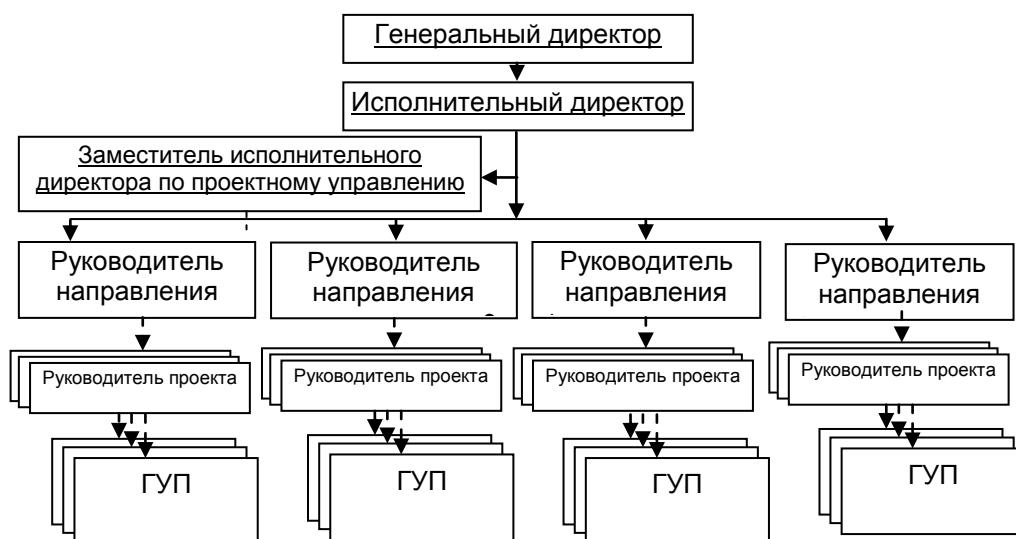 Генеральный директор
Исполнительный директор
Заместитель исполнительного
директора по проектному управлению
Руководитель
направления
Руководитель
направления
Руководитель
направления
Руководитель
направления
Руководитель проекта
Руководитель проекта
Руководитель проекта
Руководитель проекта
ГУП
ГУП
ГУП
ГУП